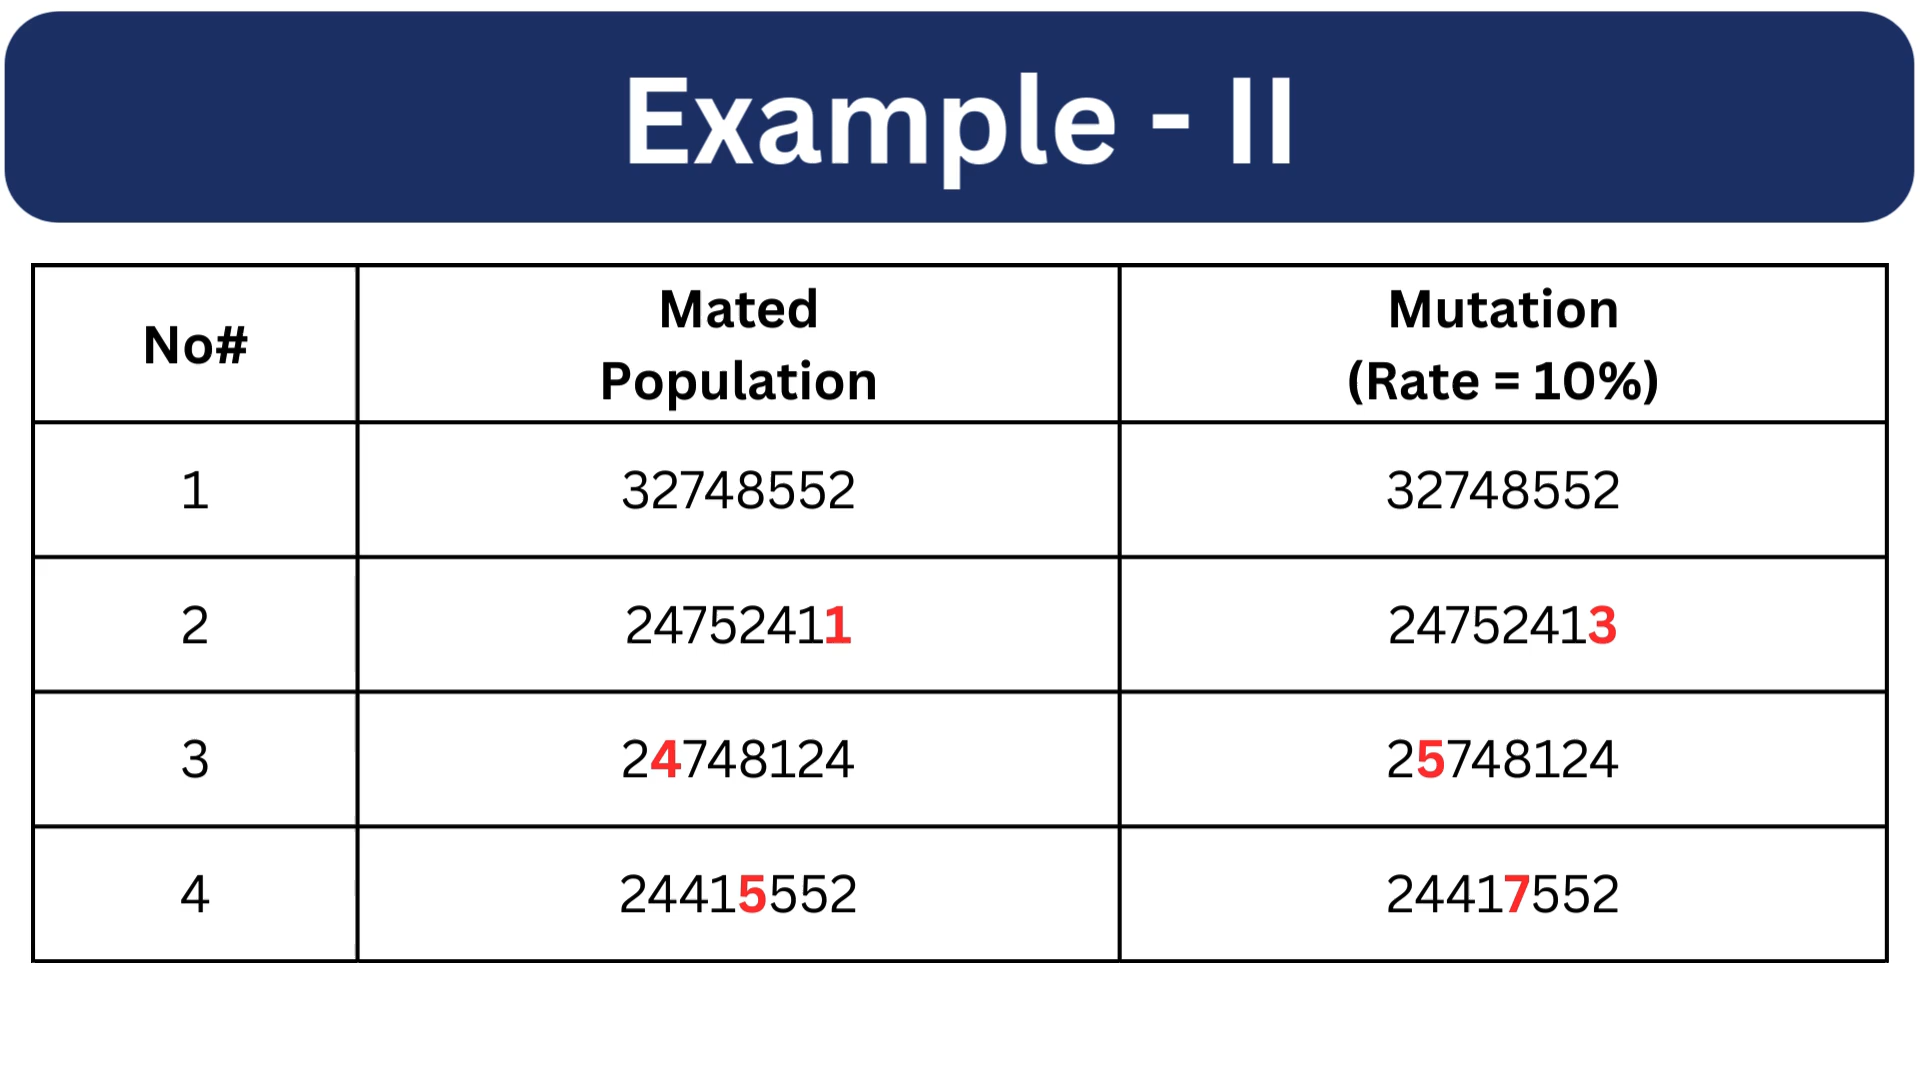 Example - II
No#
Mated
Population
Mutation
(Rate = 10%)
1
32748552
32748552
2
24752411
24752413
3
24748124
25748124
4
24415552
24417552